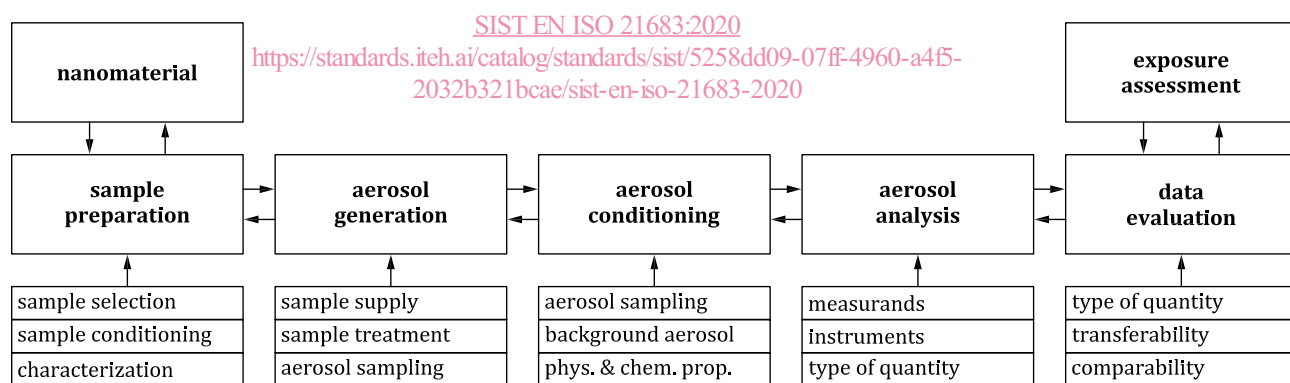 SIST EN ISO 21683:2020
https://standards.iteh.ai/catalog/standards/sist/5258dd09-07ff-4960-a4f5-
2032b321bcae/sist-en-iso-21683-2020
nanomaterial
exposure
assessment
sample
preparation
aerosol
generation
aerosol
conditioning
aerosol
analysis
data
evaluation
sample selection
sample conditioning
characterization
sample supply
sample treatment
aerosol sampling
aerosol sampling
background aerosol
phys. & chem. prop.
measurands
instruments
type of quantity
type of quantity
transferability
comparability